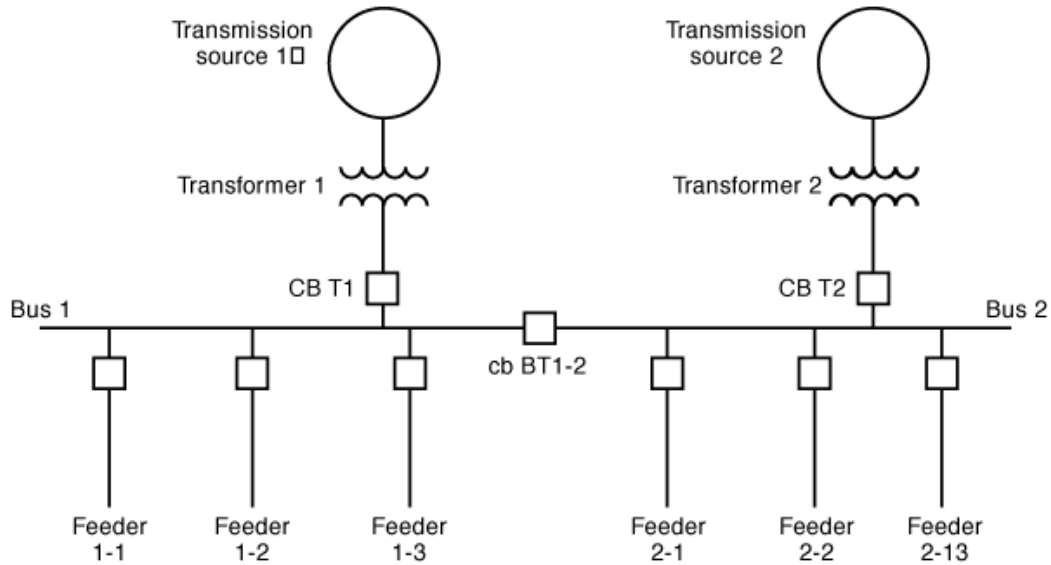 Transmission
source 1□
Transmission
source 2
Transformer 1
Transformer 2
CB T1
CB T2
Bus 1
Bus 2
cb BT1-2
Feeder
1-1
Feeder
1-2
Feeder
1-3
Feeder
2-1
Feeder
2-2
Feeder
2-13